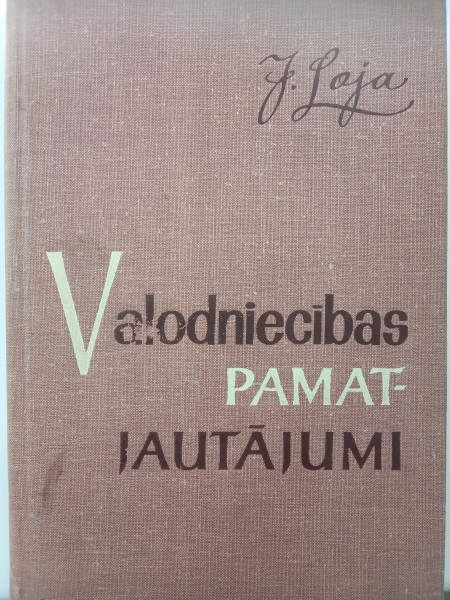 J. Loja
Valodniecības
PAMAT-
JAUTĀJUMI